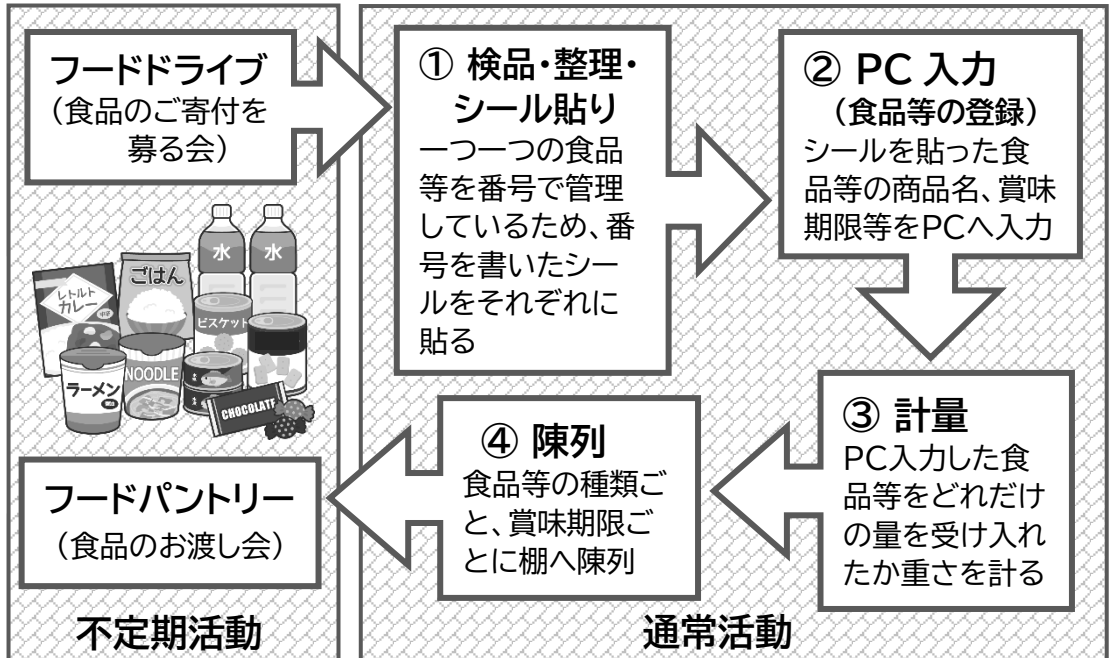 フードドライブ
（食品のご寄付を
募る会）
① 検品・整理・
シール貼り
一つ一つの食品
等を番号で管理
しているため、番
号を書いたシー
ルをそれぞれに
貼る
② PC 入力
（食品等の登録）
シールを貼った食
品等の商品名、賞味
期限等をPCへ入力
③ 計量
PC入力した食
品等をどれだけ
の量を受け入れ
たか重さを計る
④ 陳列
食品等の種類ご
と、賞味期限ご
とに棚へ陳列
水
水
ごはん
レトルト
カレー
中辛
ビスケット
ラーメン
NOODLE
CHOCOLATE
フードパントリー
（食品のお渡し会）
不定期活動
通常活動